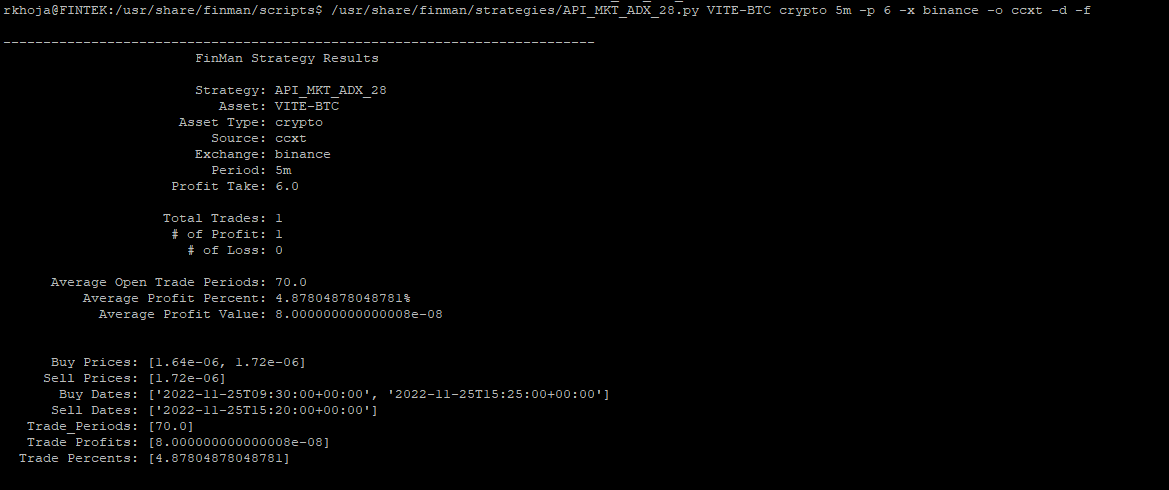 rkhoja@FINTEK:/usr/share/finman/scripts$ /usr/share/finman/strategies/API_MKT_ADX_28.py VITE-BTC crypto 5m -p 6 -x binance -o ccxt -d -f
--------------------------------------------------------------------------
FinMan Strategy Results
Strategy: API_MKT_ADX_28
Asset: VITE-BTC
Asset Type: crypto
Source: ccxt
Exchange: binance
Period: 5m
Profit Take: 6.0
Total Trades: 1
# of Profit: 1
# of Loss: 0
Average Open Trade Periods: 70.0
Average Profit Percent: 4.87804878048781%
Average Profit Value: 8.000000000000008e-08
Buy Prices: [1.64e-06, 1.72e-06]
Sell Prices: [1.72e-06]
Buy Dates: ['2022-11-25T09:30:00+00:00', '2022-11-25T15:25:00+00:00']
Sell Dates: ['2022-11-25T15:20:00+00:00']
Trade_Periods: [70.0]
Trade Profits: [8.000000000000008e-08]
Trade Percents: [4.87804878048781]